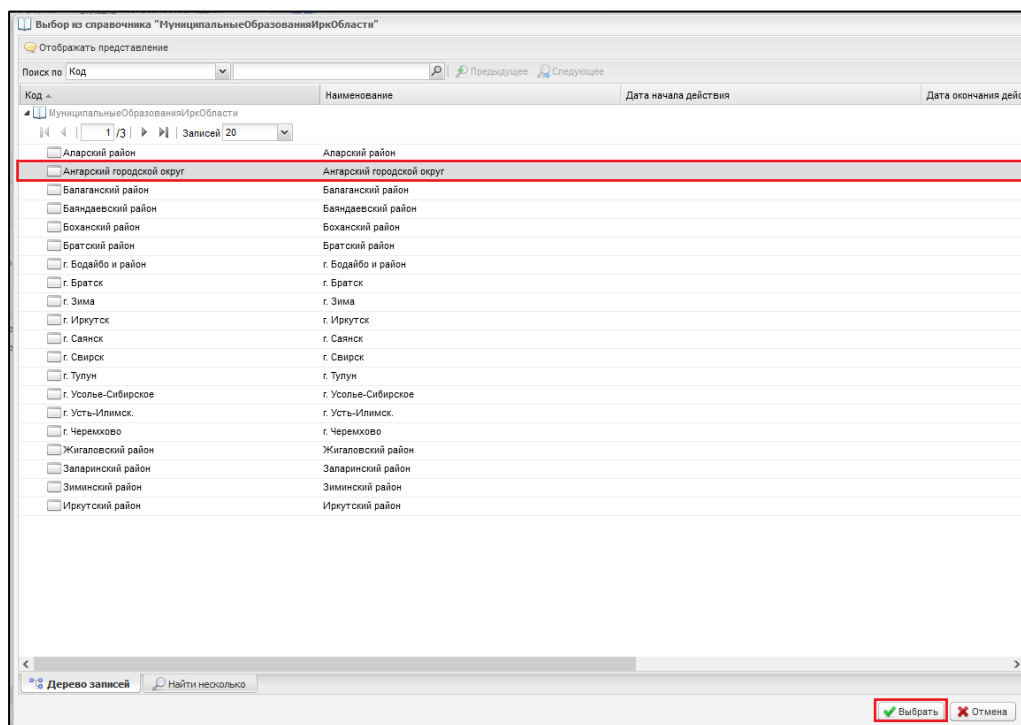 Выбор из справочника "МуниципальныеОбразованияИркОбласти"
Отображать представление
Поиск по Код Предыдущее Следующее
Код Наименование Дата начала действия Дата окончания дейс
МуниципальныеОбразованияИркОбласти
1 /3 Записей 20
Аларский район Аларский район
Ангарский городской округ Ангарский городской округ
Балаганский район Балаганский район
Баяндаевский район Баяндаевский район
Боханский район Боханский район
Братский район Братский район
г. Бодайбо и район г. Бодайбо и район
г. Братск г. Братск
г. Зима г. Зима
г. Иркутск г. Иркутск
г. Саянск г. Саянск
г. Свирск г. Свирск
г. Тулун г. Тулун
г. Усолье-Сибирское г. Усолье-Сибирское
г. Усть-Илимск. г. Усть-Илимск.
г. Черемхово г. Черемхово
Жигаловский район Жигаловский район
Заларинский район Заларинский район
Зиминский район Зиминский район
Иркутский район Иркутский район
Дерево записей Найти несколько
Выбрать Отмена